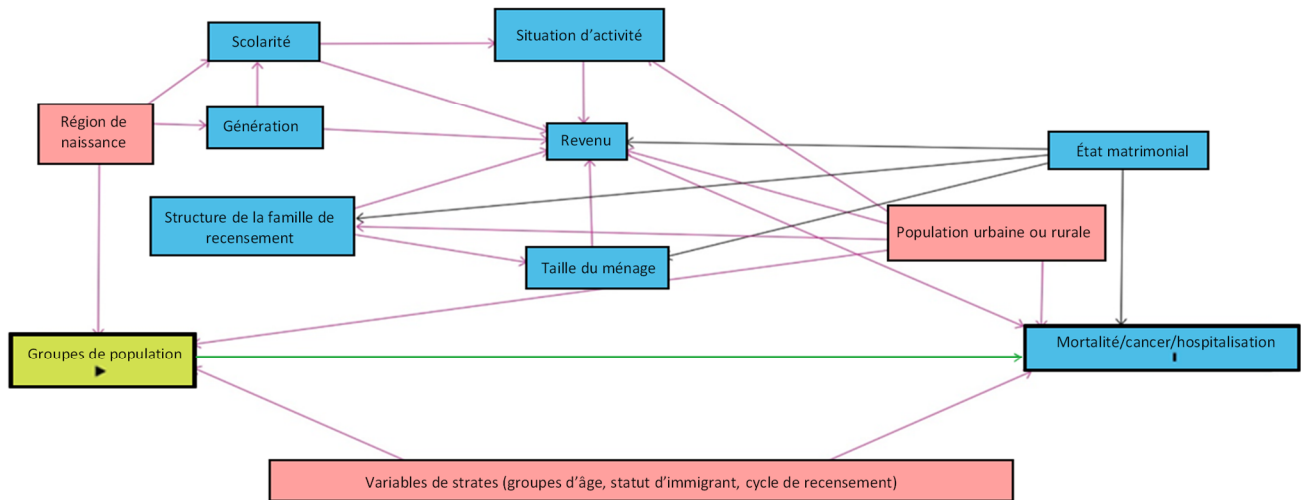 Scolarité
Situation d’activité
Région de
naissance
Génération
Revenu
État matrimonial
Structure de la famille de
recensement
Population urbaine ou rurale
Taille du ménage
Groupes de population
Mortalité/cancer/hospitalisation
Variables de strates (groupes d’âge, statut d’immigrant, cycle de recensement)